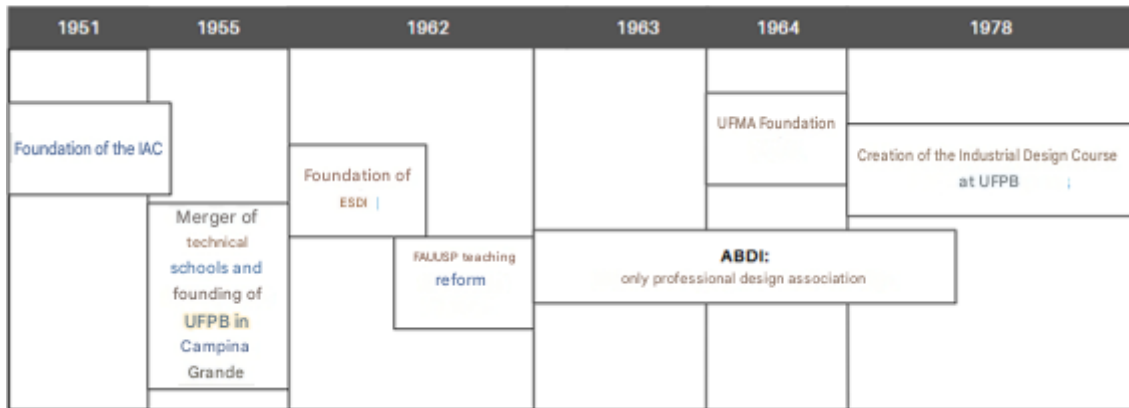 1951 1955 1962 1963 1964 1978
Foundation of the IAC
Merger of
technical
schools and
founding of
UFPB in
Campina
Grande
Foundation of
ESDI
FAUUSP teaching
reform
UFMA Foundation
Creation of the Industrial Design Course
at UFPB
ABDI:
only professional design association